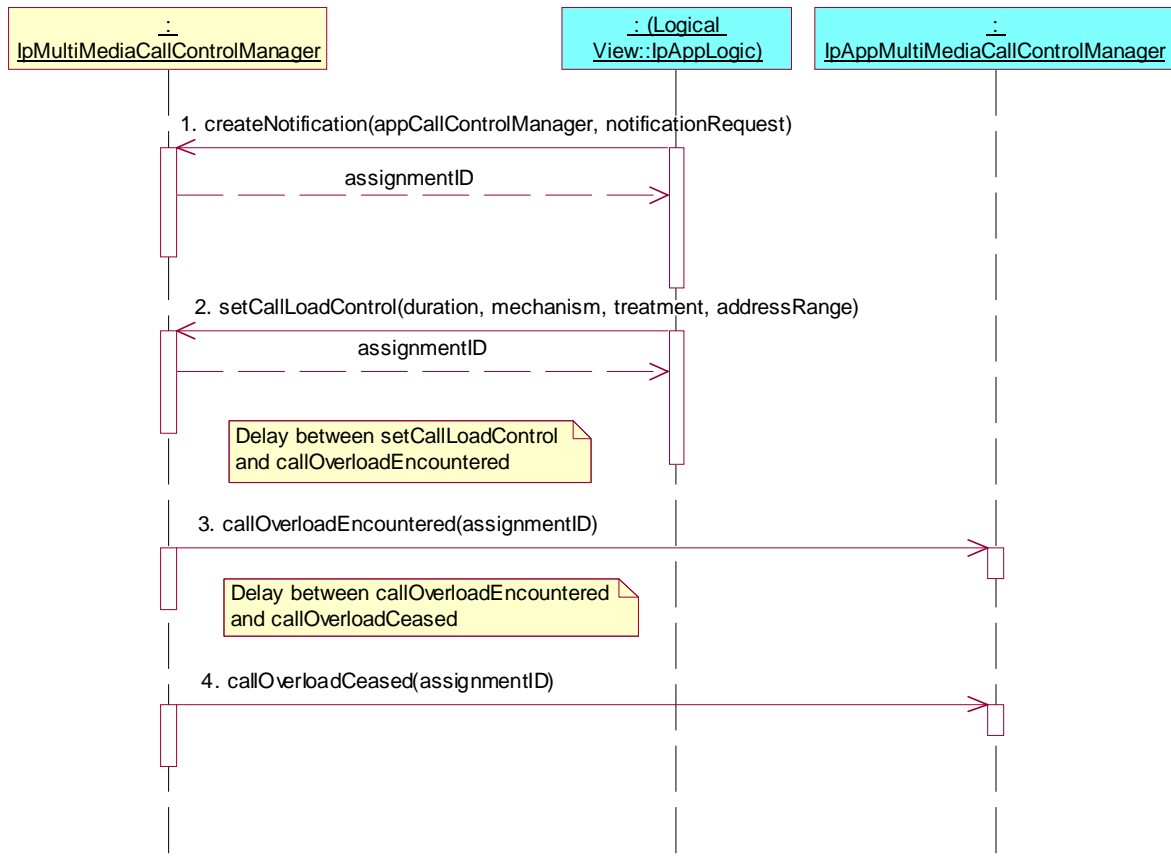 :
IpMultiMediaCallControlManager
: (Logical
View::IpAppLogic)
:
IpAppMultiMediaCallControlManager
1. createNotification(appCallControlManager, notificationRequest)
assignmentID
2. setCallLoadControl(duration, mechanism, treatment, addressRange)
assignmentID
Delay between setCallLoadControl
and callOverloadEncountered
3. callOverloadEncountered(assignmentID)
Delay between callOverloadEncountered
and callOverloadCeased
4. callOverloadCeased(assignmentID)